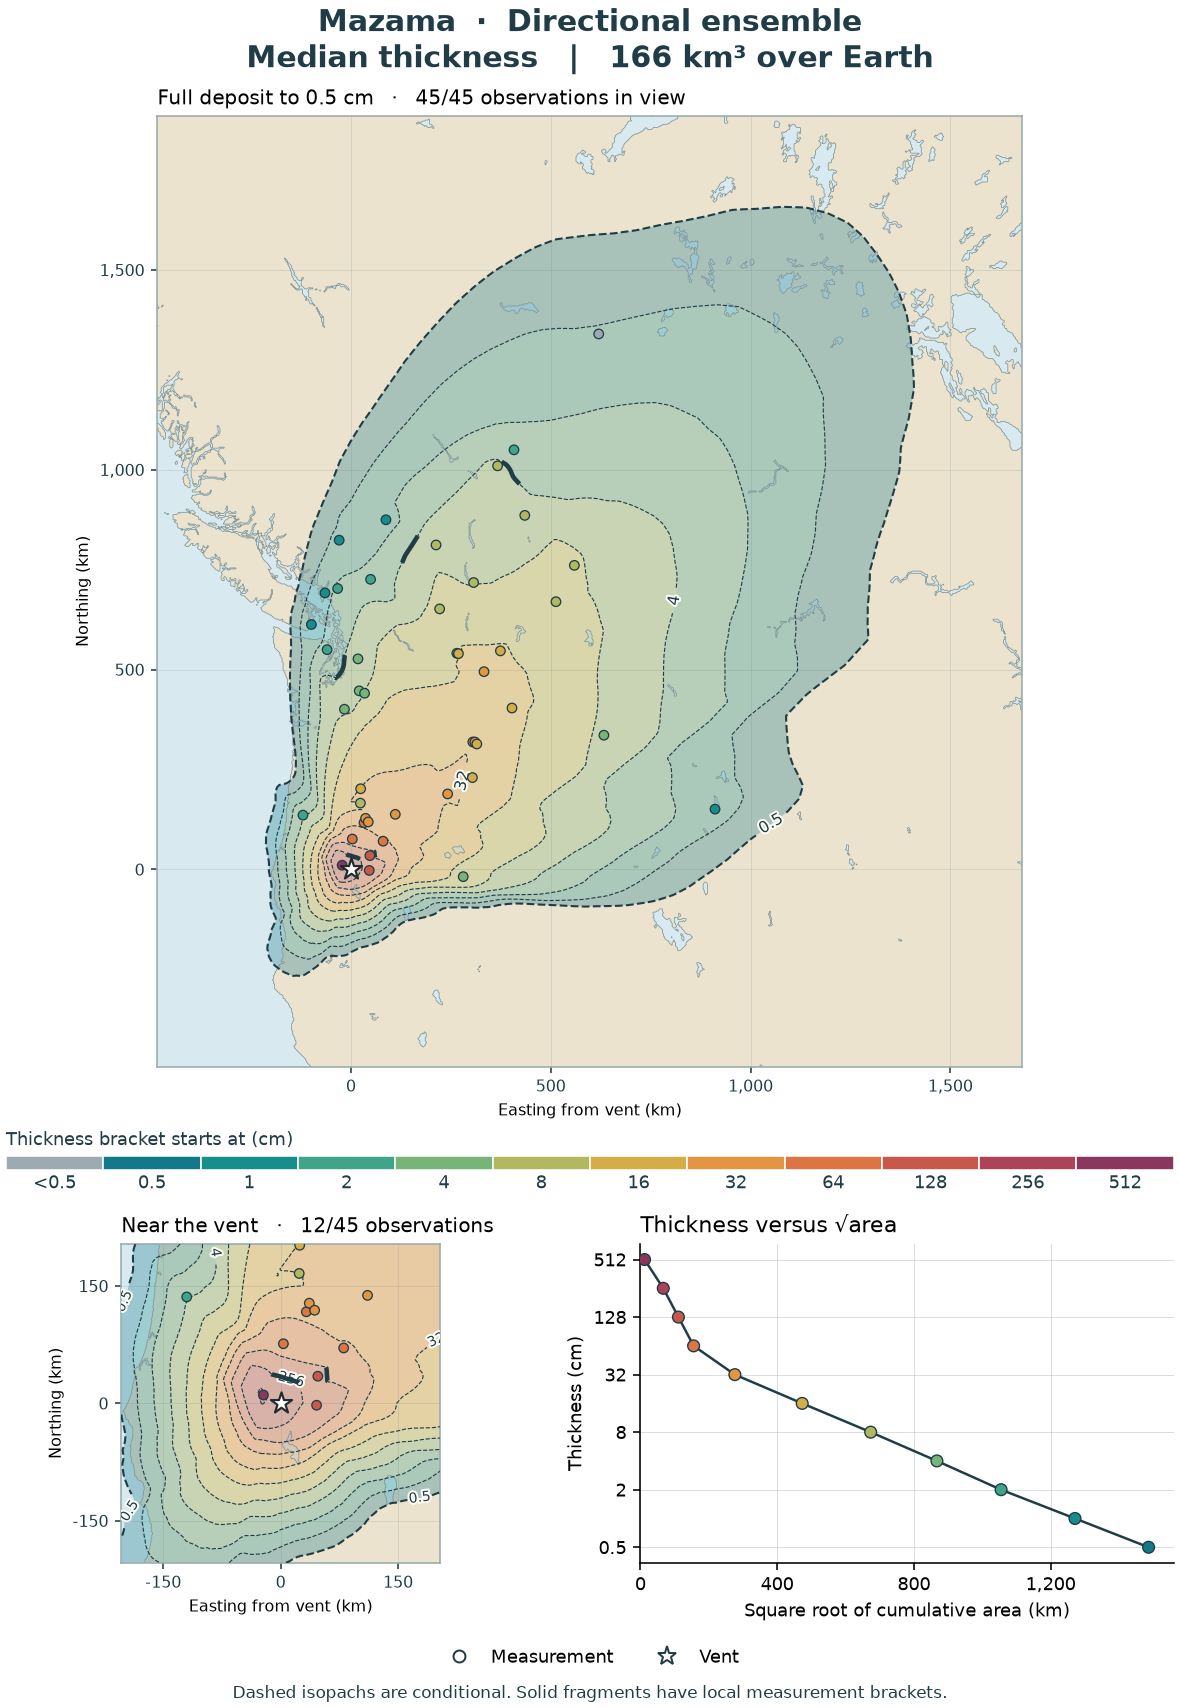 Mazama · Directional ensemble
Median thickness | 166 km³ over Earth
Full deposit to 0.5 cm · 45/45 observations in view
1,500
1,000
500
0
Northing (km)
4
32
0.5
0
500
1,000
1,500
Easting from vent (km)
Thickness bracket starts at (cm)
<0.5 0.5 1 2 4 8 16 32 64 128 256 512
Near the vent · 12/45 observations
150
0
-150
Northing (km)
4
0.5
32
256
0.5
0.5
-150 0 150
Easting from vent (km)
Thickness versus √area
512
128
32
8
2
0.5
Thickness (cm)
0 400 800 1,200
Square root of cumulative area (km)
Measurement Vent
Dashed isopachs are conditional. Solid fragments have local measurement brackets.